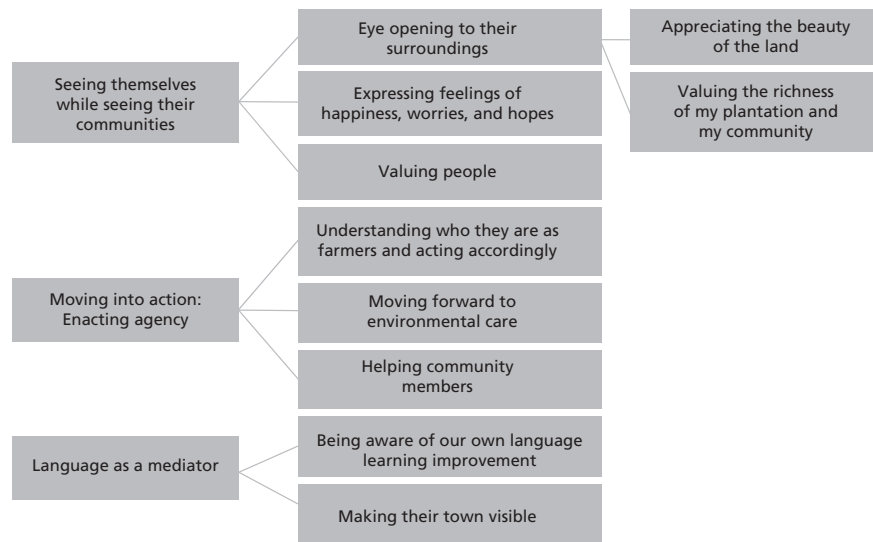 Seeing themselves
while seeing their
communities
Eye opening to their
surroundings
Appreciating the beauty
of the land
Valuing the richness
of my plantation and
my community
Expressing feelings of
happiness, worries, and hopes
Valuing people
Moving into action:
Enacting agency
Understanding who they are as
farmers and acting accordingly
Moving forward to
environmental care
Helping community
members
Language as a mediator
Being aware of our own language
learning improvement
Making their town visible